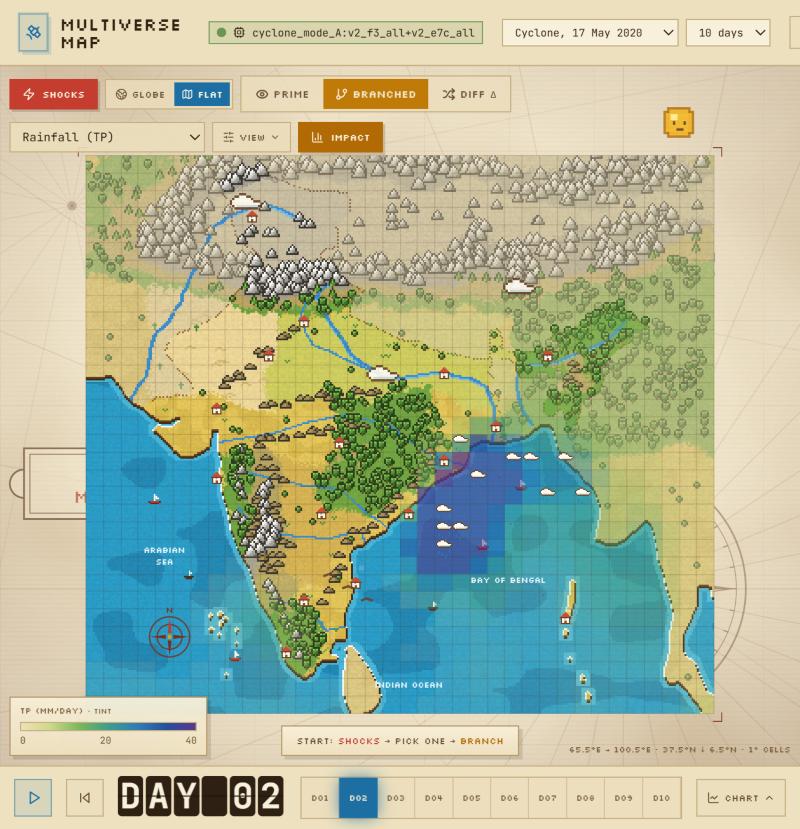 MULTIVERSE
MAP
cyclone_mode_A:v2_f3_all+v2_e7c_all
Cyclone, 17 May 2020
10 days
SHOCKS
GLOBE
FLAT
PRIME
BRANCHED
DIFF Δ
Rainfall (TP)
VIEW
IMPACT
N
ARABIAN
SEA
BAY OF BENGAL
INDIAN OCEAN
TP (MM/DAY) · TINT
0 20 40
START: SHOCKS → PICK ONE → BRANCH
65.5°E → 100.5°E · 37.5°N ↓ 6.5°N · 1° CELLS
DAY 02
D01 D02 D03 D04 D05 D06 D07 D08 D09 D10
CHART